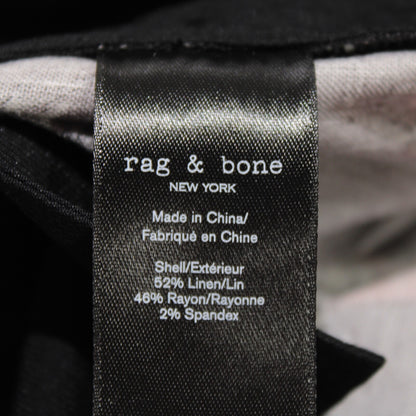 rag & bone
NEW YORK
Made in China/
Fabriqué en Chine
Shell/Extérieur
52% Linen/Lin
46% Rayon/Rayonne
2% Spandex